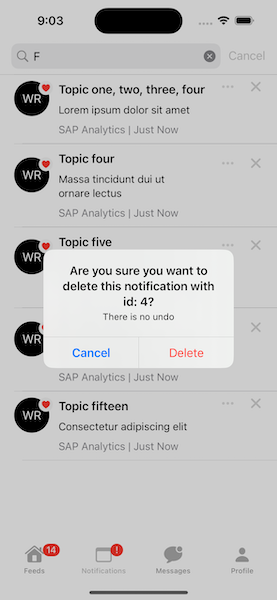 9:03
F
Cancel
WR
Topic one, two, three, four
Lorem ipsum dolor sit amet
SAP Analytics | Just Now
WR
Topic four
Massa tincidunt dui ut
ornare lectus
SAP Analytics | Just Now
WR
Topic five
Are you sure you want to
delete this notification with
id: 4?
There is no undo
Cancel
Delete
WR
SAP Analytics | Just Now
WR
Topic fifteen
Consectetur adipiscing elit
SAP Analytics | Just Now
14
!
Feeds
Notifications
Messages
Profile